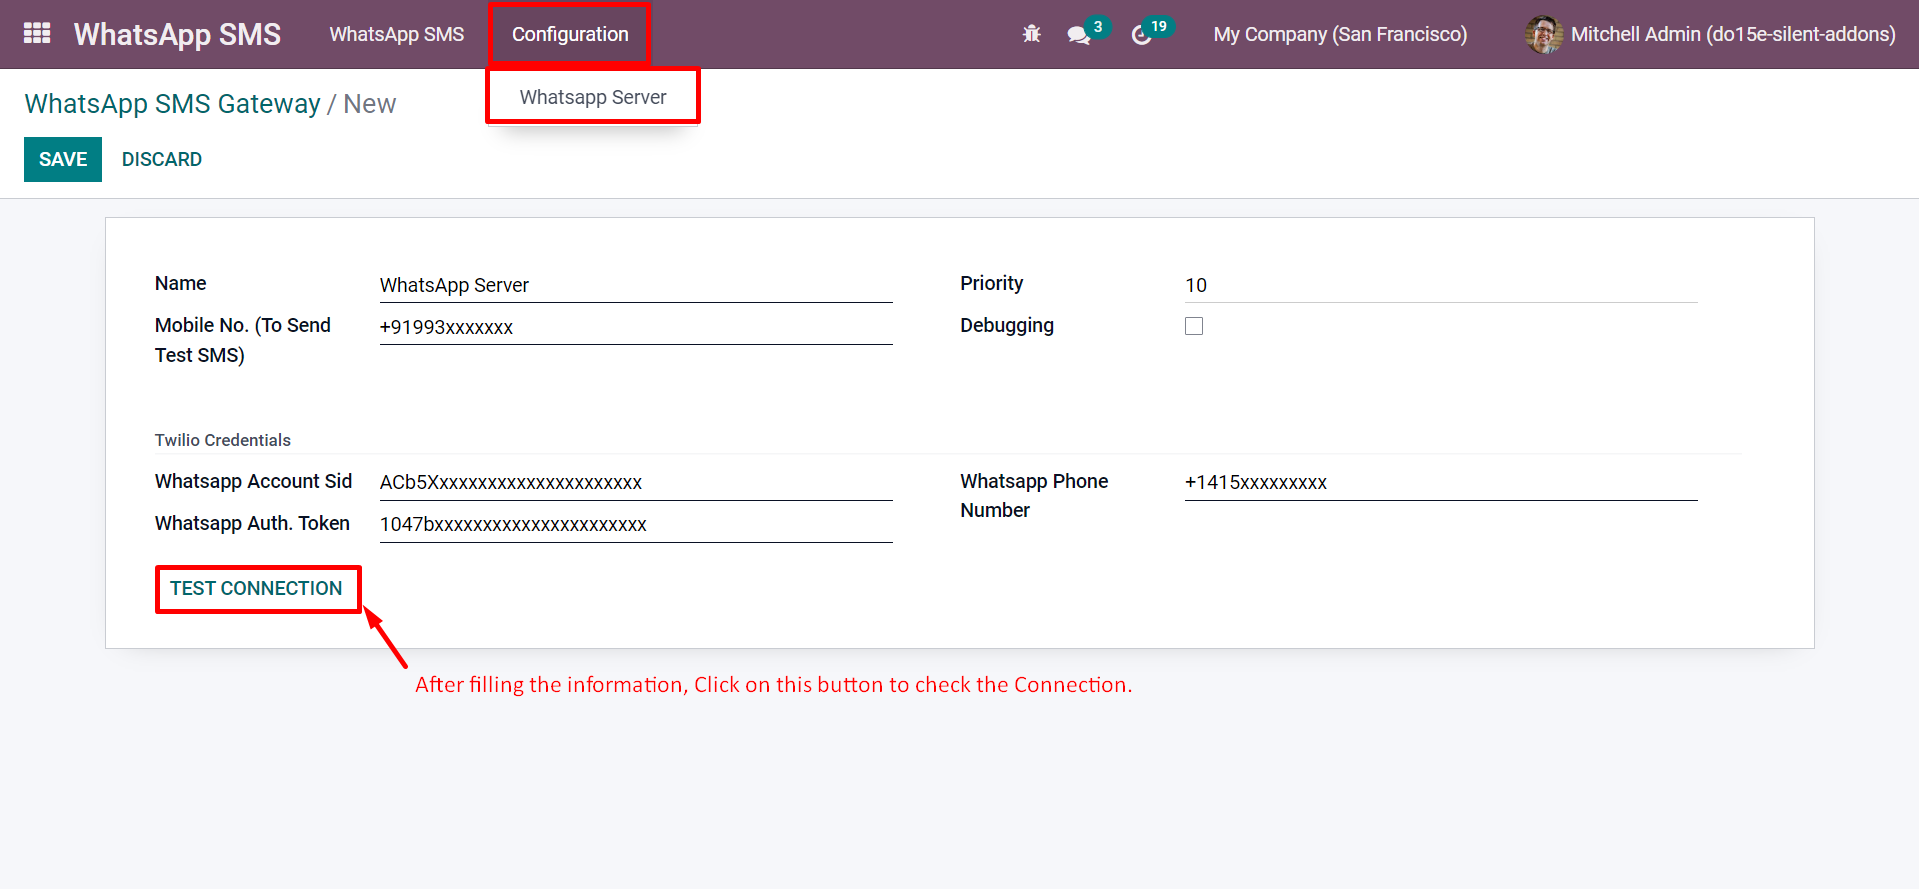 WhatsApp SMS
WhatsApp SMS
Configuration
3
19
My Company (San Francisco)
Mitchell Admin (do15e-silent-addons)
Whatsapp Server
WhatsApp SMS Gateway / New
SAVE
DISCARD
Name
WhatsApp Server
Priority
10
Mobile No. (To Send
Test SMS)
+91993xxxxxxx
Debugging
Twilio Credentials
Whatsapp Account Sid
ACb5Xxxxxxxxxxxxxxxxxxxxxx
Whatsapp Phone
Number
+1415xxxxxxxxx
Whatsapp Auth. Token
1047bxxxxxxxxxxxxxxxxxxxxxx
TEST CONNECTION
After filling the information, Click on this button to check the Connection.